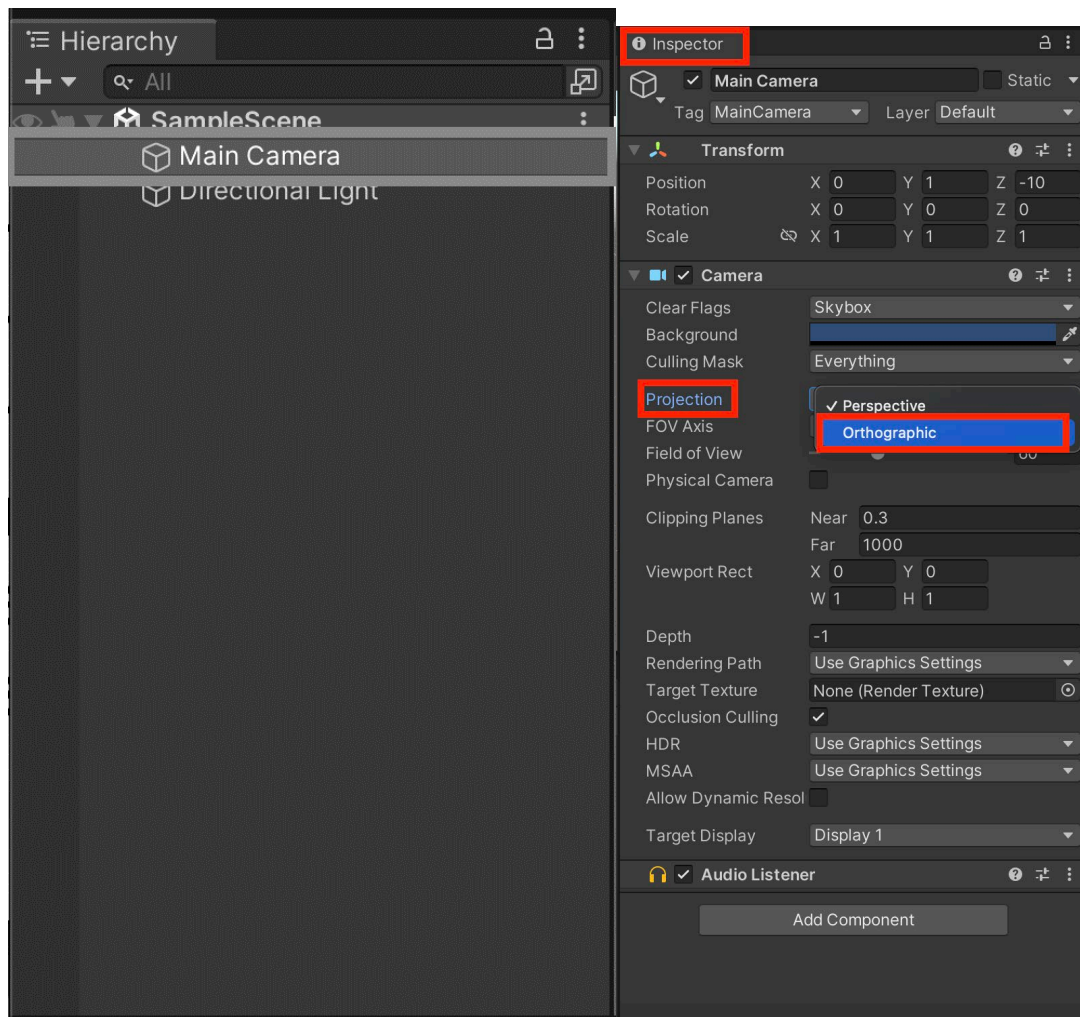 Hierarchy
All
SampleScene
Main Camera
Directional Light
Inspector
Main Camera Static
Tag MainCamera Layer Default
Transform
Position X 0 Y 1 Z -10
Rotation X 0 Y 0 Z 0
Scale X 1 Y 1 Z 1
Camera
Clear Flags Skybox
Background
Culling Mask Everything
Projection Perspective
FOV Axis Orthographic
Field of View 60
Physical Camera
Clipping Planes Near 0.3
Far 1000
Viewport Rect X 0 Y 0
W 1 H 1
Depth -1
Rendering Path Use Graphics Settings
Target Texture None (Render Texture)
Occlusion Culling
HDR Use Graphics Settings
MSAA Use Graphics Settings
Allow Dynamic Resol
Target Display Display 1
Audio Listener
Add Component